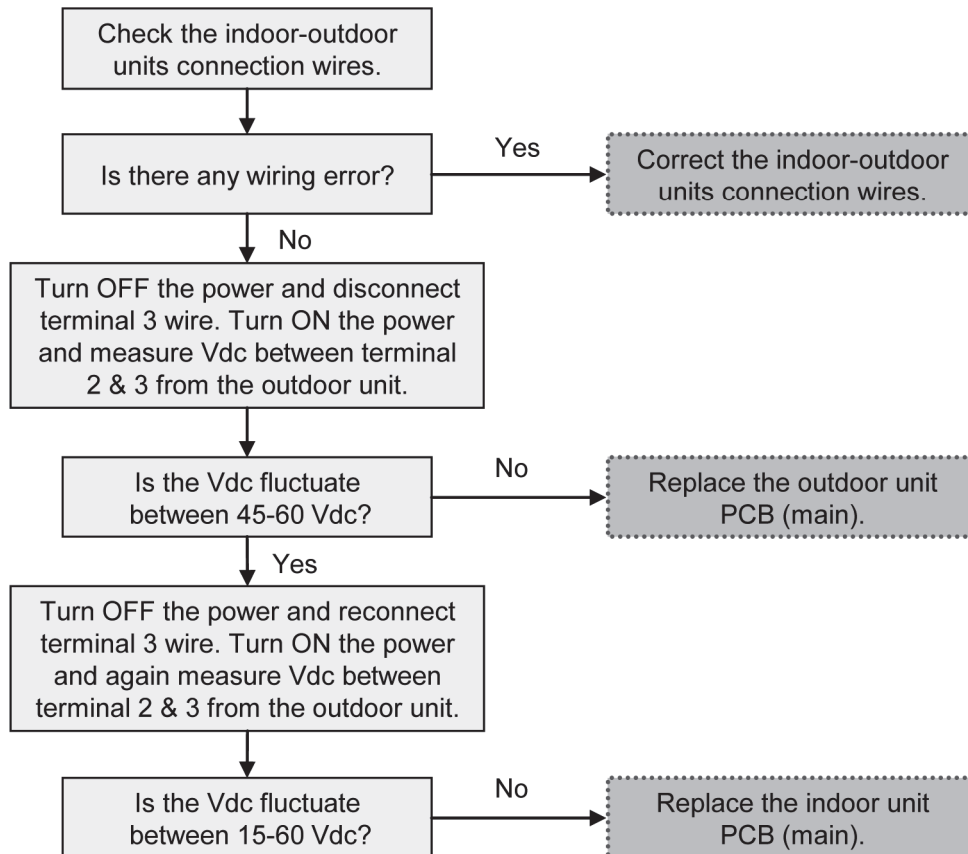 Check the indoor-outdoor
units connection wires.
Is there any wiring error?
Yes
Correct the indoor-outdoor
units connection wires.
No
Turn OFF the power and disconnect
terminal 3 wire. Turn ON the power
and measure Vdc between terminal
2 & 3 from the outdoor unit.
Is the Vdc fluctuate
between 45-60 Vdc?
No
Replace the outdoor unit
PCB (main).
Yes
Turn OFF the power and reconnect
terminal 3 wire. Turn ON the power
and again measure Vdc between
terminal 2 & 3 from the outdoor unit.
Is the Vdc fluctuate
between 15-60 Vdc?
No
Replace the indoor unit
PCB (main).